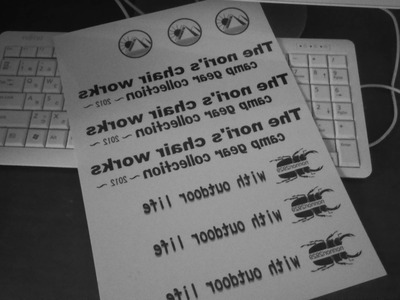 The nori's chair works
camp gear collection
~ 2012 ~
The nori's chair works
camp gear collection
~ 2012 ~
The nori's chair works
camp gear collection
~ 2012 ~
with outdoor life
with outdoor life
with outdoor life